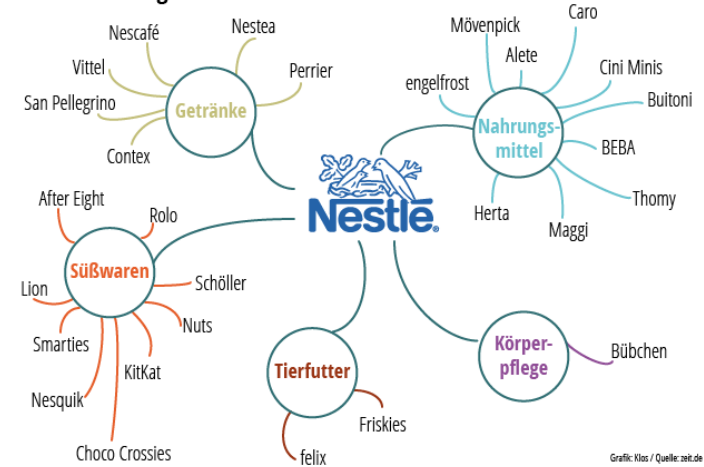 Nescafé
Nestea
Vittel
Perrier
San Pellegrino
Getränke
Contex
Mövenpick
Caro
Alete
Cini Minis
engelfrost
Buitoni
Nahrungs-
mittel
BEBA
Thomy
Herta
Maggi
Nestlé®
After Eight
Rolo
Süßwaren
Schöller
Lion
Nuts
Smarties
KitKat
Nesquik
Choco Crossies
Tierfutter
Friskies
felix
Körper-
pflege
Bübchen
Grafik: Klos / Quelle: zeit.de